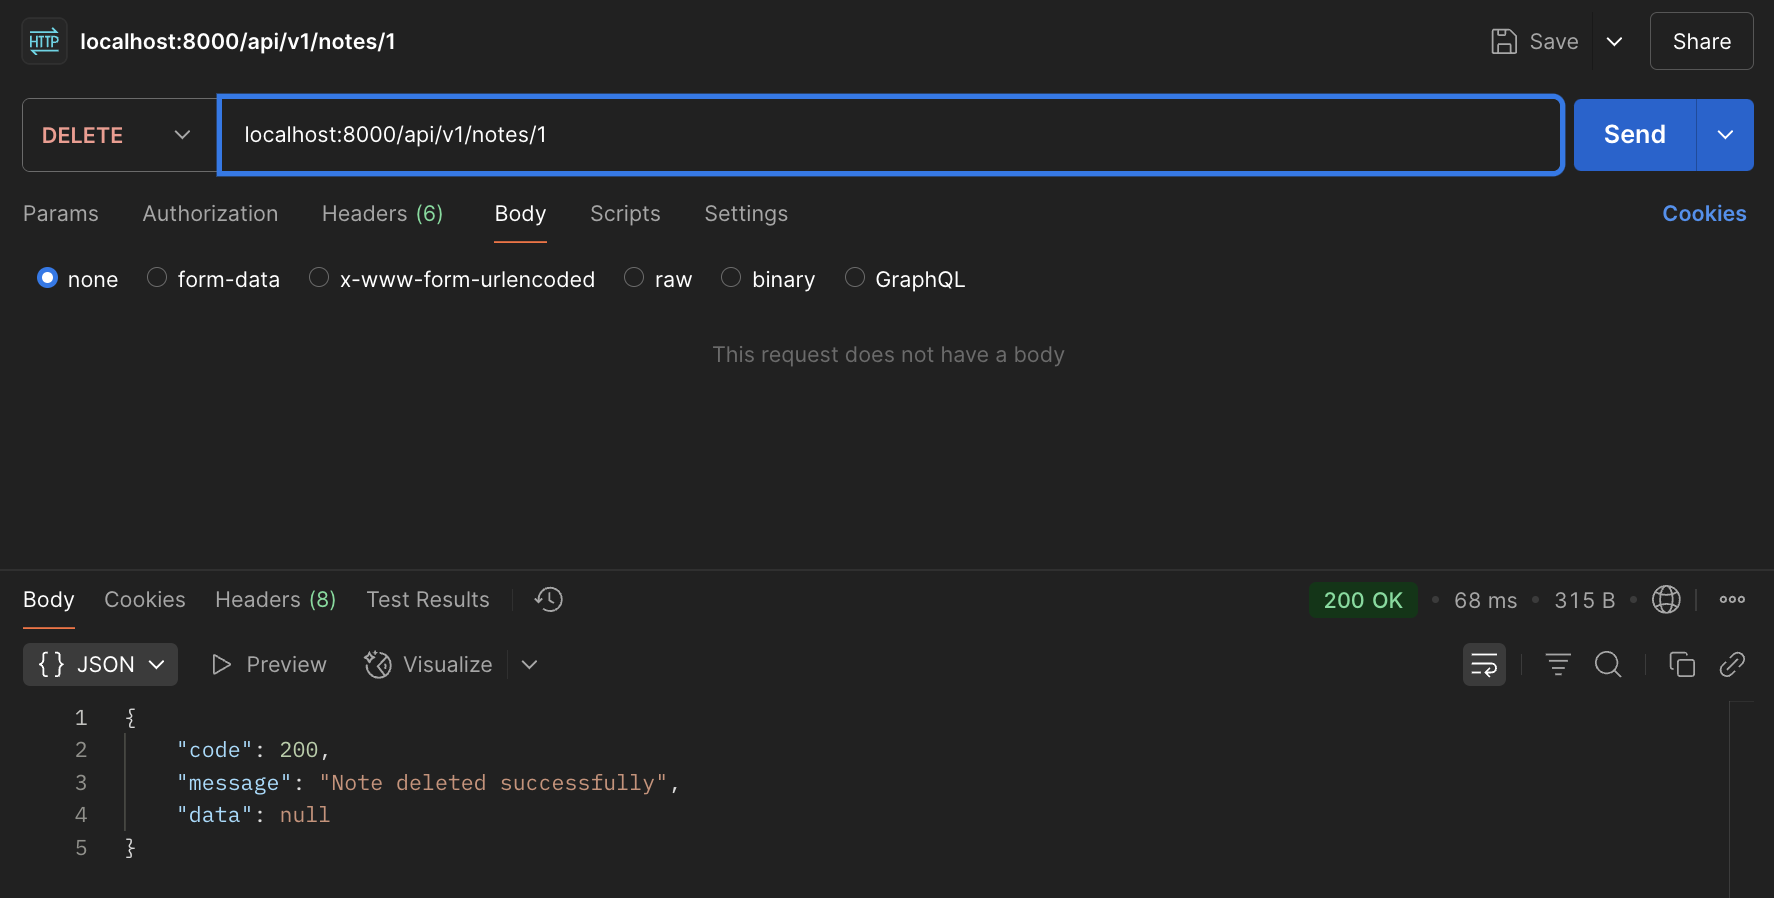 HTTP localhost:8000/api/v1/notes/1 Save Share
DELETE localhost:8000/api/v1/notes/1 Send
Params Authorization Headers (6) Body Scripts Settings Cookies
none form-data x-www-form-urlencoded raw binary GraphQL
This request does not have a body
Body Cookies Headers (8) Test Results 200 OK • 68 ms • 315 B •
{} JSON Preview Visualize
1 {
2 "code": 200,
3 "message": "Note deleted successfully",
4 "data": null
5 }